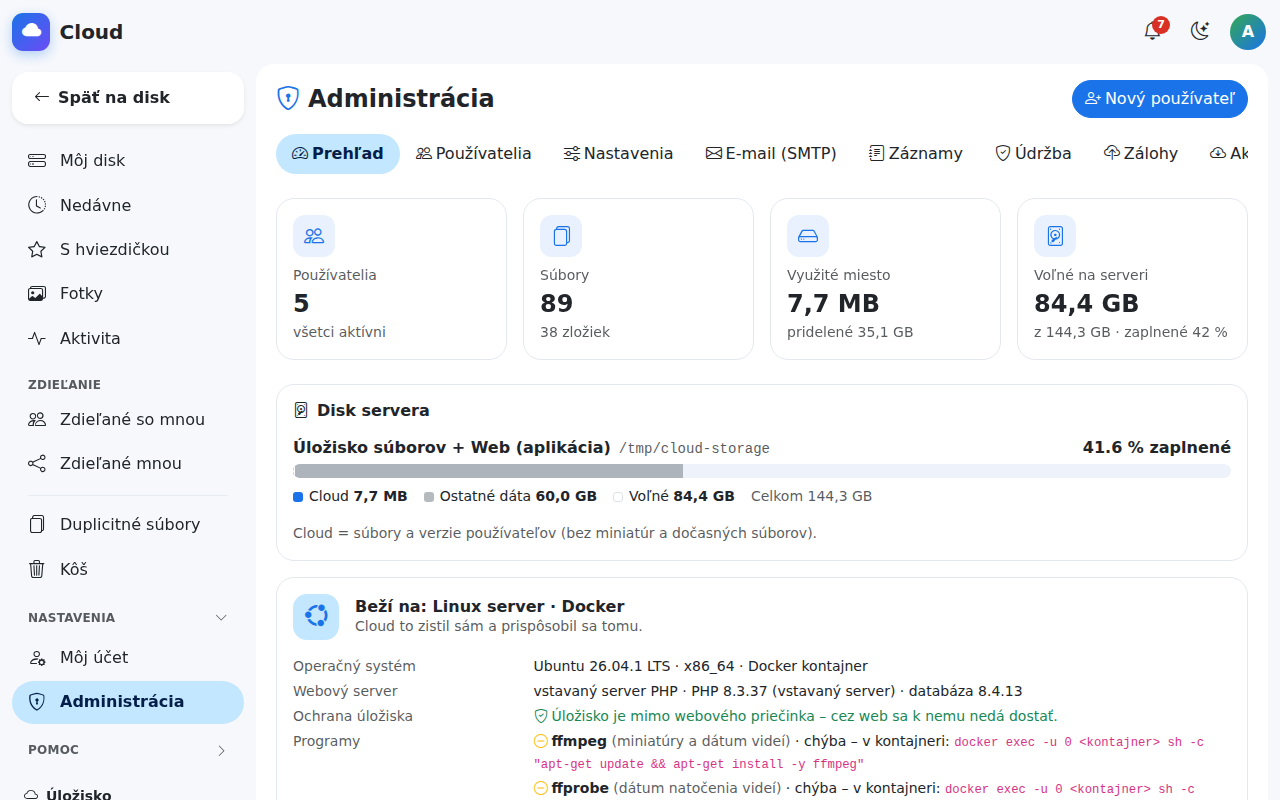 Cloud
7
A
Späť na disk
Môj disk
Nedávne
S hviezdičkou
Fotky
Aktivita
ZDIEĽANIE
Zdieľané so mnou
Zdieľané mnou
Duplicitné súbory
Kôš
NASTAVENIA
Môj účet
Administrácia
POMOC
Úložisko
Administrácia
Nový používateľ
Prehľad
Používatelia
Nastavenia
E-mail (SMTP)
Záznamy
Údržba
Zálohy
Ak
Používatelia
5
všetci aktívni
Súbory
89
38 zložiek
Využité miesto
7,7 MB
pridelené 35,1 GB
Voľné na serveri
84,4 GB
z 144,3 GB · zaplnené 42 %
Disk servera
Úložisko súborov + Web (aplikácia) /tmp/cloud-storage 41.6 % zaplnené
Cloud 7,7 MB Ostatné dáta 60,0 GB Voľné 84,4 GB Celkom 144,3 GB
Cloud = súbory a verzie používateľov (bez miniatúr a dočasných súborov).
Beží na: Linux server · Docker
Cloud to zistil sám a prispôsobil sa tomu.
Operačný systém Ubuntu 26.04.1 LTS · x86_64 · Docker kontajner
Webový server vstavaný server PHP · PHP 8.3.37 (vstavaný server) · databáza 8.4.13
Ochrana úložiska Úložisko je mimo webového priečinka – cez web sa k nemu nedá dostať.
Programy ffmpeg (miniatúry a dátum videí) · chýba – v kontajneri: docker exec -u 0 <kontajner> sh -c
"apt-get update && apt-get install -y ffmpeg"
ffprobe (dátum natočenia videí) · chýba – v kontajneri: docker exec -u 0 <kontajner> sh -c